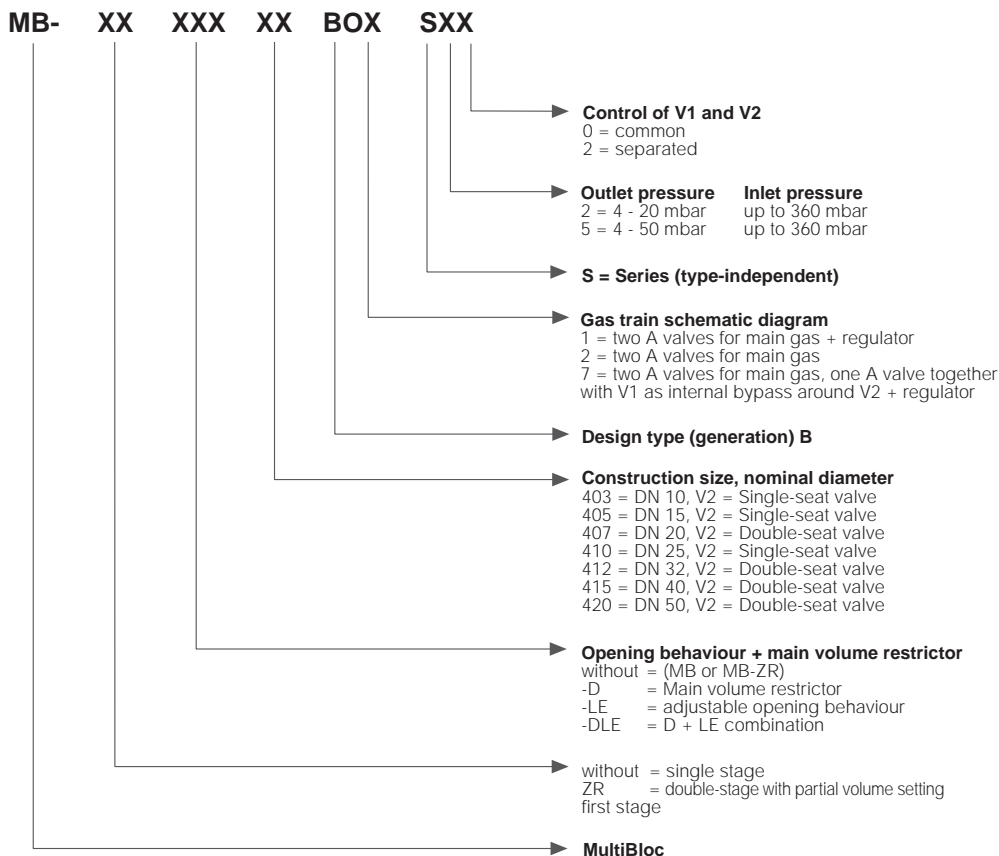 MB- XX XXX XX BOX SXX
Control of V1 and V2
0 = common
2 = separated
Outlet pressure Inlet pressure
2 = 4 - 20 mbar up to 360 mbar
5 = 4 - 50 mbar up to 360 mbar
S = Series (type-independent)
Gas train schematic diagram
1 = two A valves for main gas + regulator
2 = two A valves for main gas
7 = two A valves for main gas, one A valve together
with V1 as internal bypass around V2 + regulator
Design type (generation) B
Construction size, nominal diameter
403 = DN 10, V2 = Single-seat valve
405 = DN 15, V2 = Single-seat valve
407 = DN 20, V2 = Double-seat valve
410 = DN 25, V2 = Single-seat valve
412 = DN 32, V2 = Double-seat valve
415 = DN 40, V2 = Double-seat valve
420 = DN 50, V2 = Double-seat valve
Opening behaviour + main volume restrictor
without = (MB or MB-ZR)
-D = Main volume restrictor
-LE = adjustable opening behaviour
-DLE = D + LE combination
without = single stage
ZR = double-stage with partial volume setting
first stage
MultiBloc